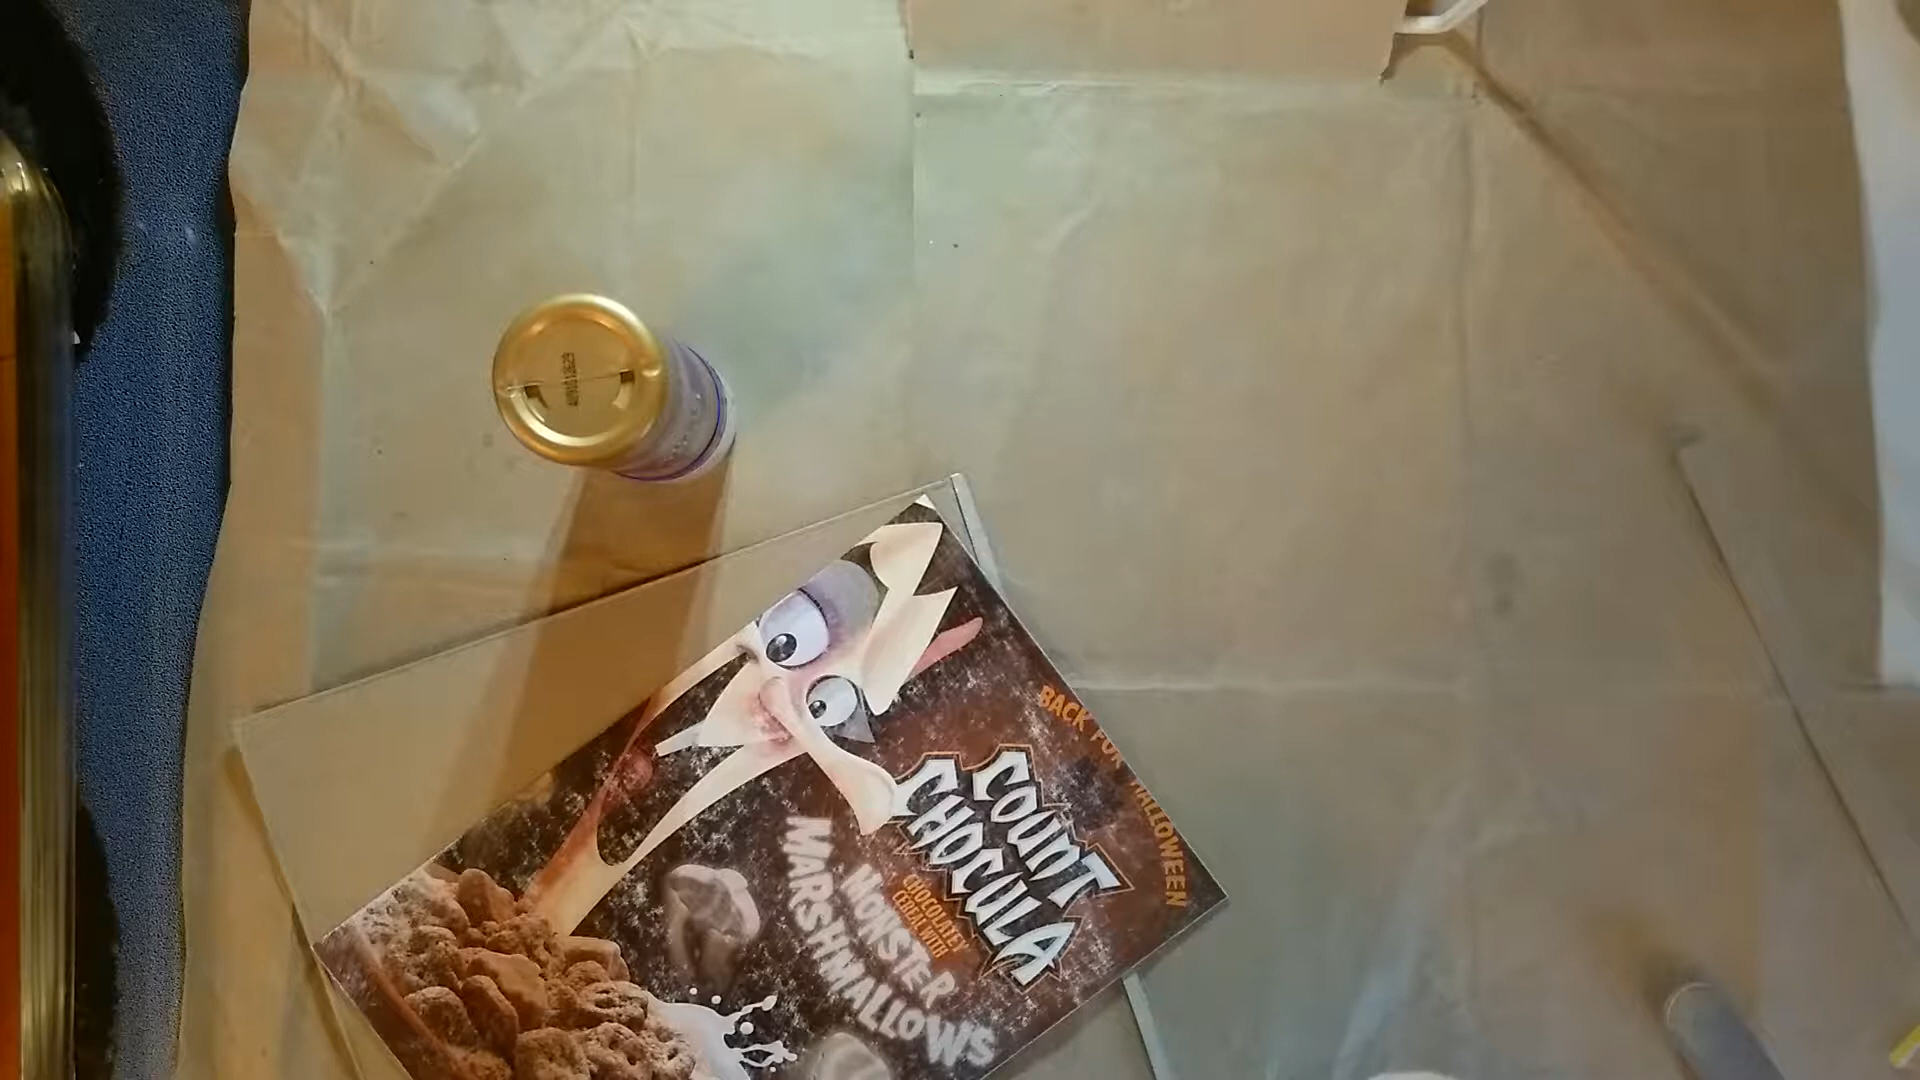 BACK FOR HALLOWEEN
COUNT
CHOCULA
CHOCOLATEY
CEREAL WITH
MONSTER
MARSHMALLOWS